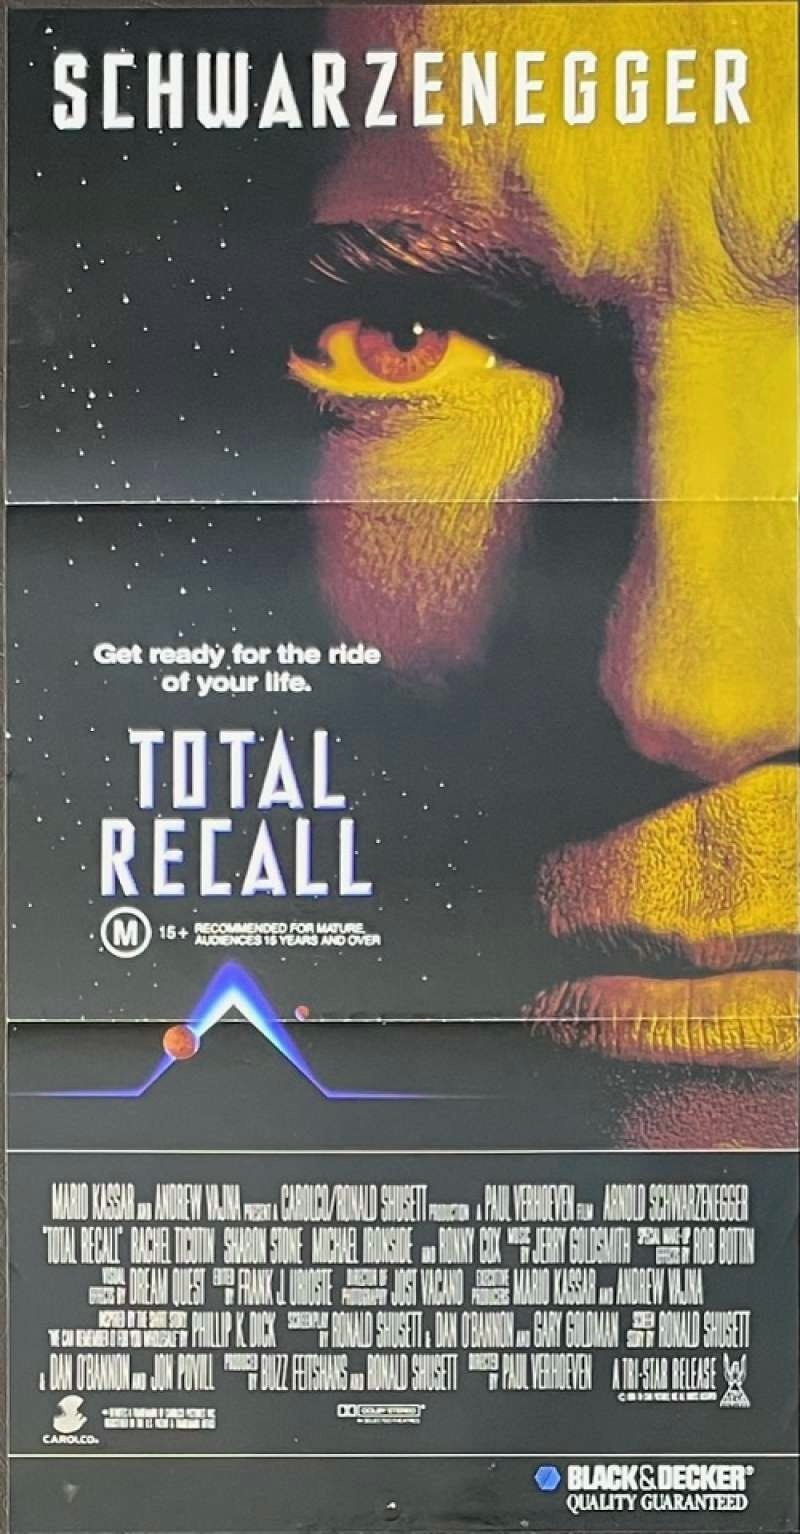 SCHWARZENEGGER
Get ready for the ride
of your life.
TOTAL
RECALL
M 15+ RECOMMENDED FOR MATURE
AUDIENCES 15 YEARS AND OVER
MARIO KASSAR AND ANDREW VAJNA PRESENT A CAROLCO/RONALD SHUSETT PRODUCTION A PAUL VERHOEVEN FILM ARNOLD SCHWARZENEGGER
"TOTAL RECALL" RACHEL TICOTIN SHARON STONE MICHAEL IRONSIDE AND RONNY COX MUSIC BY JERRY GOLDSMITH SPECIAL MAKE-UP EFFECTS BY ROB BOTTIN
VISUAL EFFECTS BY DREAM QUEST EDITED BY FRANK J. URIOSTE DIRECTOR OF PHOTOGRAPHY JOST VACANO EXECUTIVE PRODUCERS MARIO KASSAR AND ANDREW VAJNA
INSPIRED BY THE SHORT STORY "WE CAN REMEMBER IT FOR YOU WHOLESALE" BY PHILLIP K. DICK SCREENPLAY BY RONALD SHUSETT & DAN O'BANNON AND GARY GOLDMAN SCREEN STORY BY RONALD SHUSETT
& DAN O'BANNON AND JON POVILL PRODUCED BY BUZZ FEITSHANS AND RONALD SHUSETT DIRECTED BY PAUL VERHOEVEN A TRI-STAR RELEASE
CAROLCO
DOLBY STEREO
IN SELECTED THEATRES
BLACK&DECKER®
QUALITY GUARANTEED